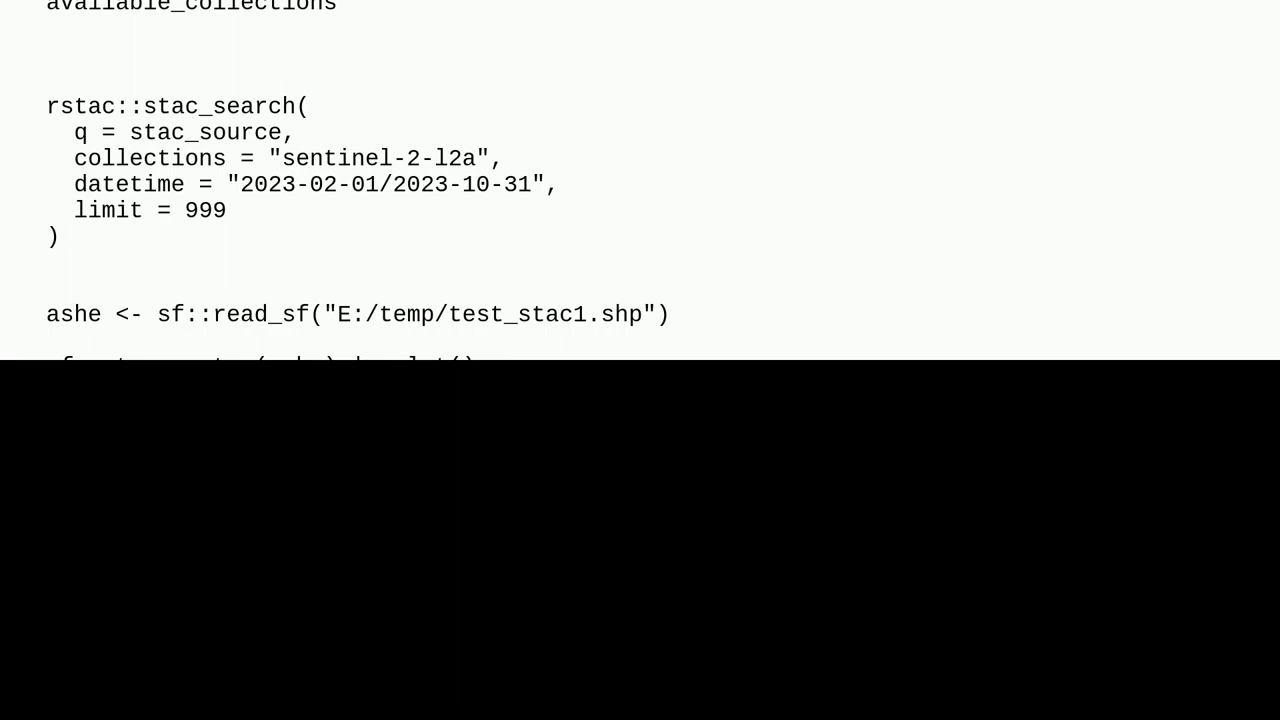 available_collections
rstac::stac_search(
  q = stac_source,
  collections = "sentinel-2-l2a",
  datetime = "2023-02-01/2023-10-31",
  limit = 999
)
ashe <- sf::read_sf("E:/temp/test_stac1.shp")